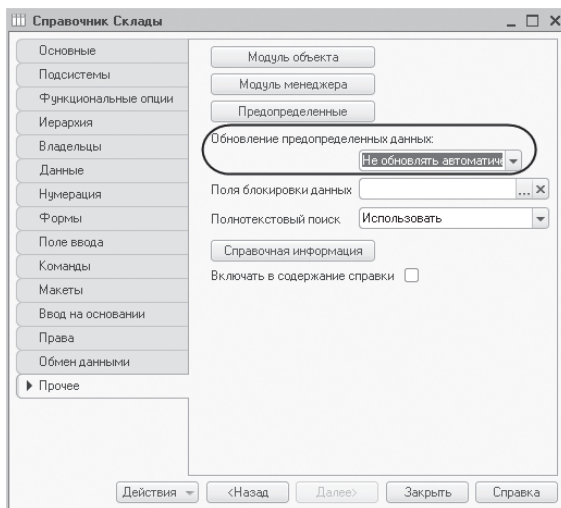 Справочник Склады
Основные
Подсистемы
Функциональные опции
Иерархия
Владельцы
Данные
Нумерация
Формы
Поле ввода
Команды
Макеты
Ввод на основании
Права
Обмен данными
Прочее
Модуль объекта
Модуль менеджера
Предопределенные
Обновление предопределенных данных:
Не обновлять автоматиче
Поля блокировки данных
...
Полнотекстовый поиск Использовать
Справочная информация
Включать в содержание справки
Действия <Назад Далее> Закрыть Справка